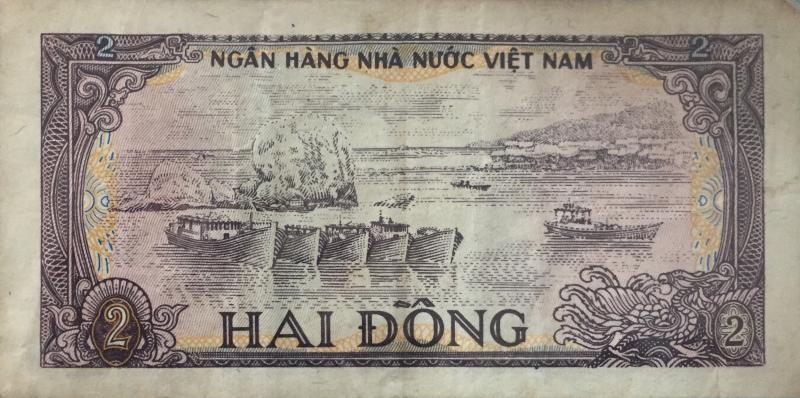 2 2
NGÂN HÀNG NHÀ NƯỚC VIỆT NAM
2 HAI ĐỒNG 2